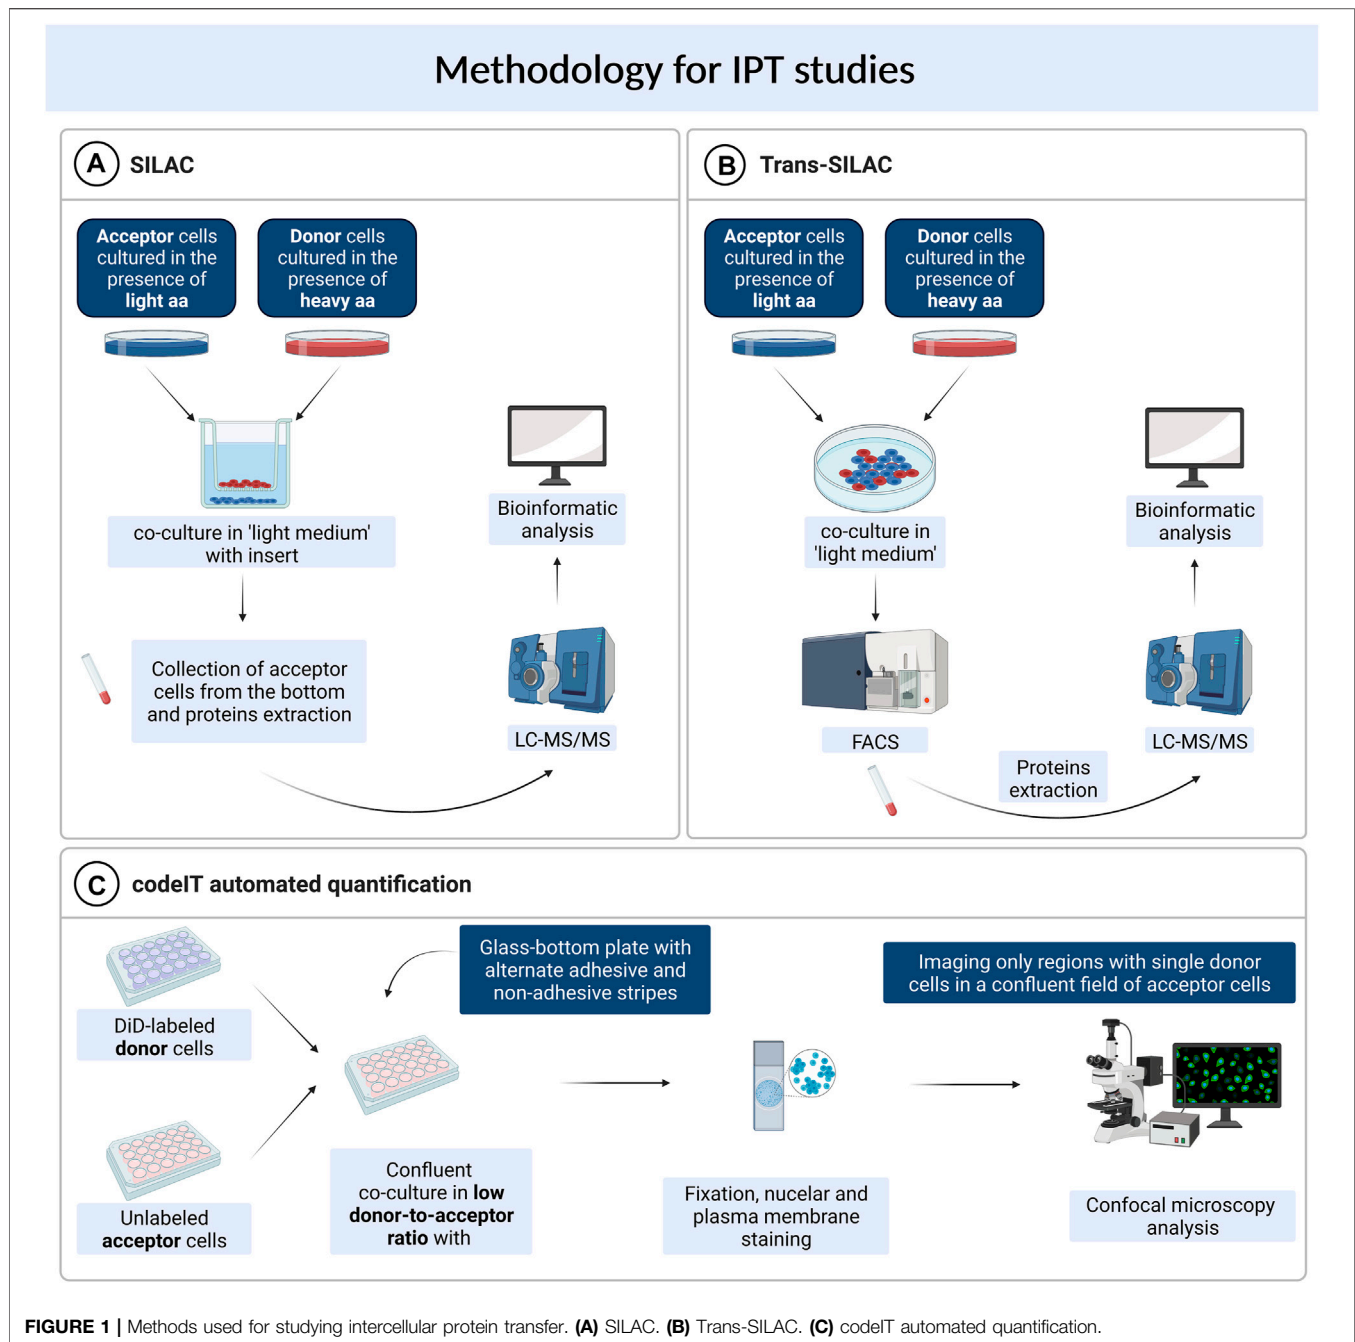 Methodology for IPT studies
A SILAC
Acceptor cells
cultured in the
presence of
light aa
Donor cells
cultured in the
presence of
heavy aa
co-culture in 'light medium'
with insert
Collection of acceptor
cells from the bottom
and proteins extraction
LC-MS/MS
Bioinformatic
analysis
B Trans-SILAC
Acceptor cells
cultured in the
presence of
light aa
Donor cells
cultured in the
presence of
heavy aa
co-culture in
'light medium'
FACS
Proteins
extraction
LC-MS/MS
Bioinformatic
analysis
C codeIT automated quantification
DiD-labeled
donor cells
Unlabeled
acceptor cells
Glass-bottom plate with
alternate adhesive and
non-adhesive stripes
Confluent
co-culture in low
donor-to-acceptor
ratio with
Fixation, nucelar and
plasma membrane
staining
Imaging only regions with single donor
cells in a confluent field of acceptor cells
Confocal microscopy
analysis
FIGURE 1 | Methods used for studying intercellular protein transfer. (A) SILAC. (B) Trans-SILAC. (C) codeIT automated quantification.